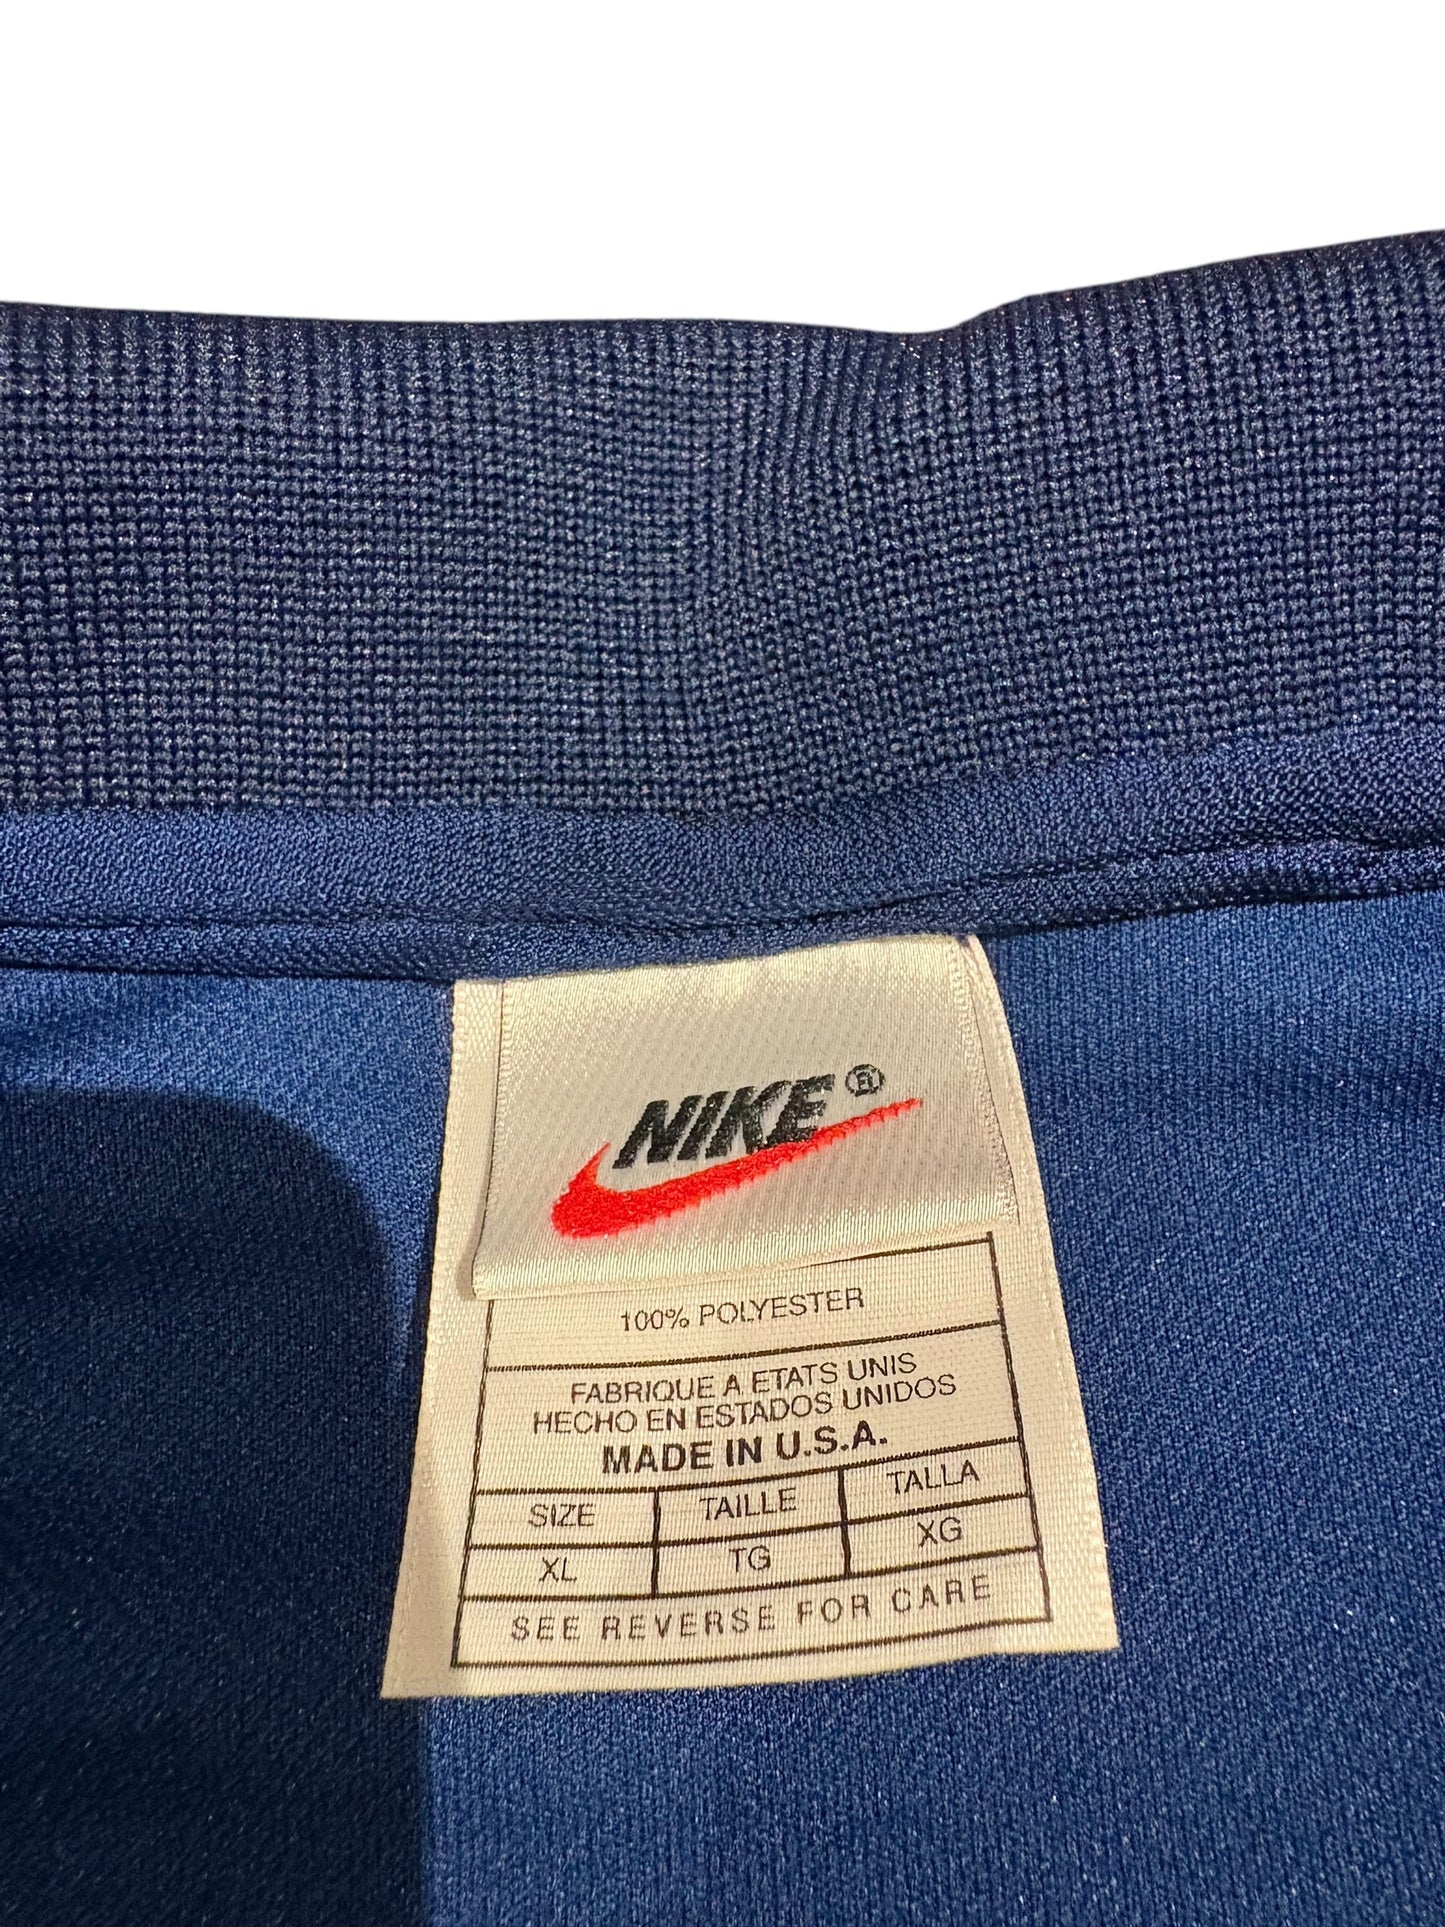 NIKE®
100% POLYESTER
FABRIQUE A ETATS UNIS
HECHO EN ESTADOS UNIDOS
MADE IN U.S.A.
SIZE TAILLE TALLA
XL TG XG
SEE REVERSE FOR CARE